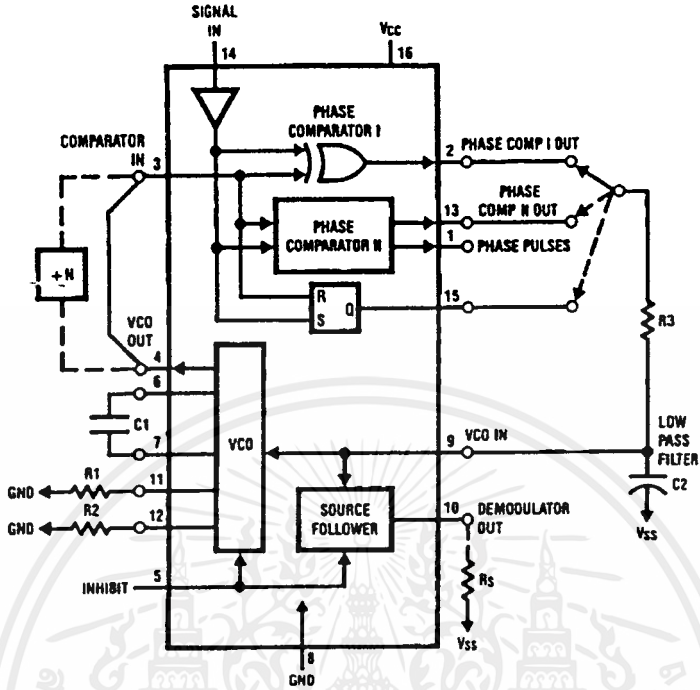 SIGNAL
IN
14
VCC
16
PHASE
COMPARATOR I
COMPARATOR
IN
3
2
PHASE COMP I OUT
PHASE
COMPARATOR II
13
PHASE
COMP II OUT
1
PHASE PULSES
÷N
R
S
Q
15
VCO
OUT
4
6
C1
7
VCO
9
VCO IN
R3
LOW
PASS
FILTER
C2
VSS
R1
GND
11
R2
GND
12
SOURCE
FOLLOWER
10
DEMODULATOR
OUT
RS
VSS
5
INHIBIT
8
GND